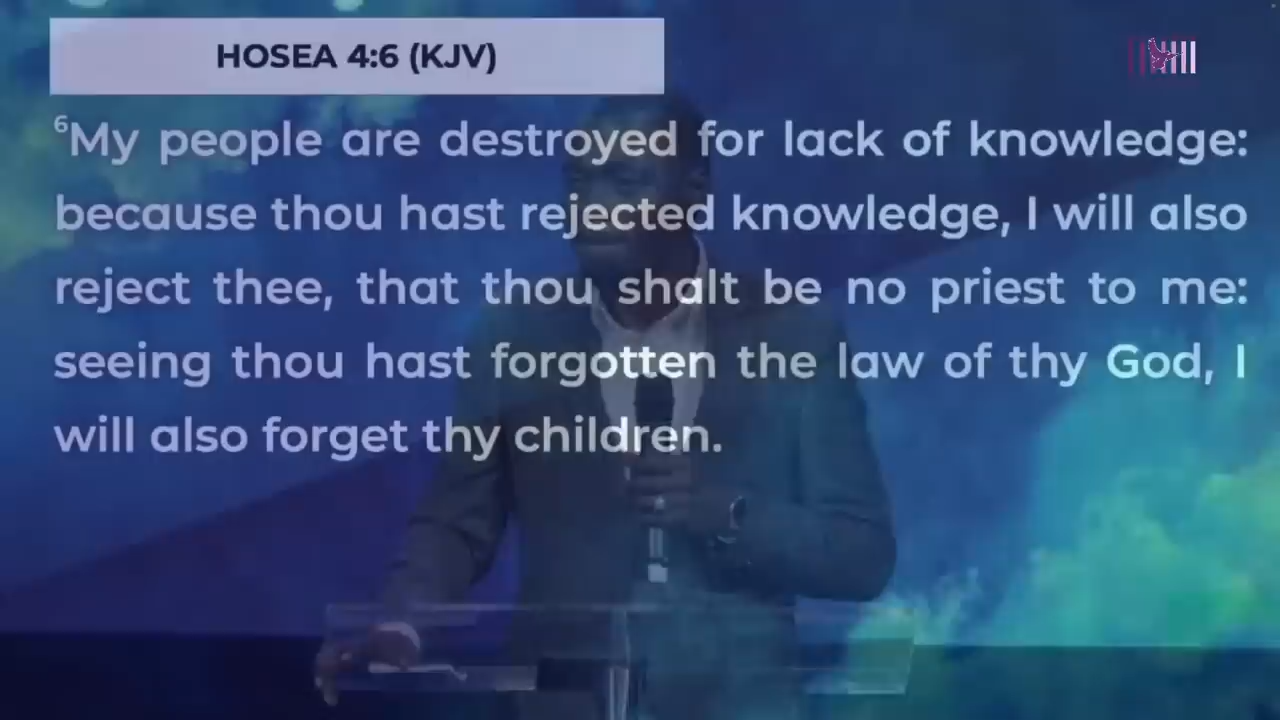 HOSEA 4:6 (KJV)
⁶My people are destroyed for lack of knowledge:
because thou hast rejected knowledge, I will also
reject thee, that thou shalt be no priest to me:
seeing thou hast forgotten the law of thy God, I
will also forget thy children.